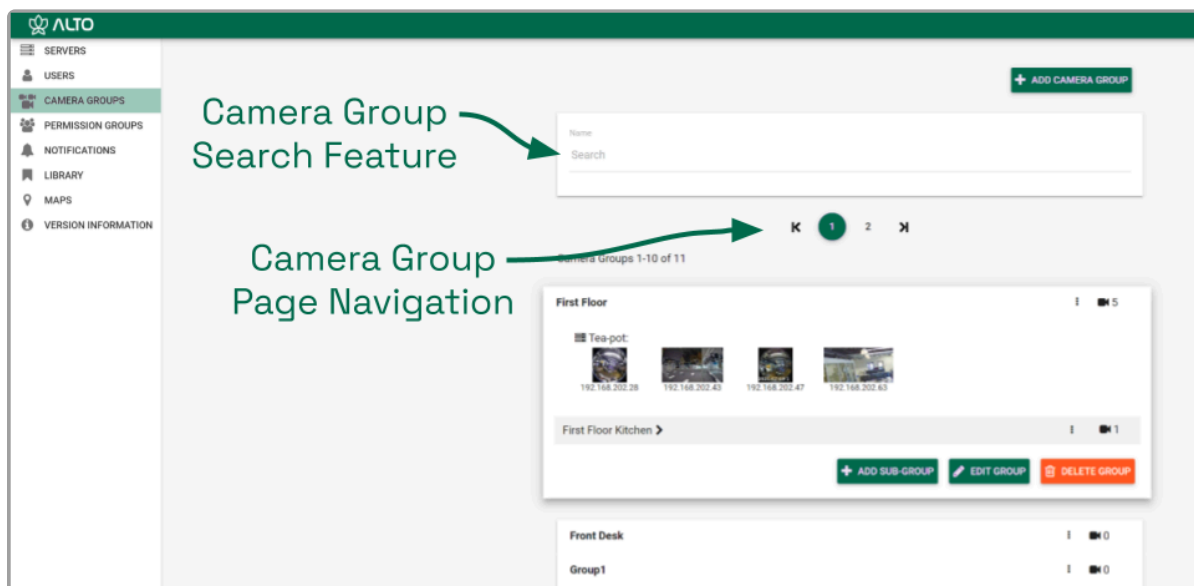 ALTO
SERVERS
USERS
CAMERA GROUPS
PERMISSION GROUPS
NOTIFICATIONS
LIBRARY
MAPS
VERSION INFORMATION
+ ADD CAMERA GROUP
Camera Group
Search Feature
Name
Search
1 2
Camera Group
Page Navigation
Camera Groups 1-10 of 11
First Floor 5
Tea-pot:
192.168.202.28 192.168.202.43 192.168.202.47 192.168.202.63
First Floor Kitchen 1
+ ADD SUB-GROUP EDIT GROUP DELETE GROUP
Front Desk 0
Group1 0